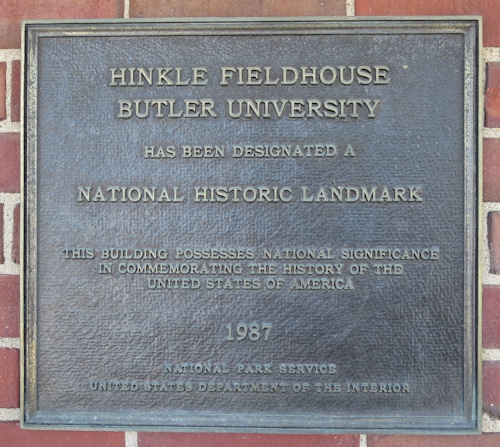 HINKLE FIELDHOUSE
BUTLER UNIVERSITY
HAS BEEN DESIGNATED A
NATIONAL HISTORIC LANDMARK
THIS BUILDING POSSESSES NATIONAL SIGNIFICANCE
IN COMMEMORATING THE HISTORY OF THE
UNITED STATES OF AMERICA
1987
NATIONAL PARK SERVICE
UNITED STATES DEPARTMENT OF THE INTERIOR